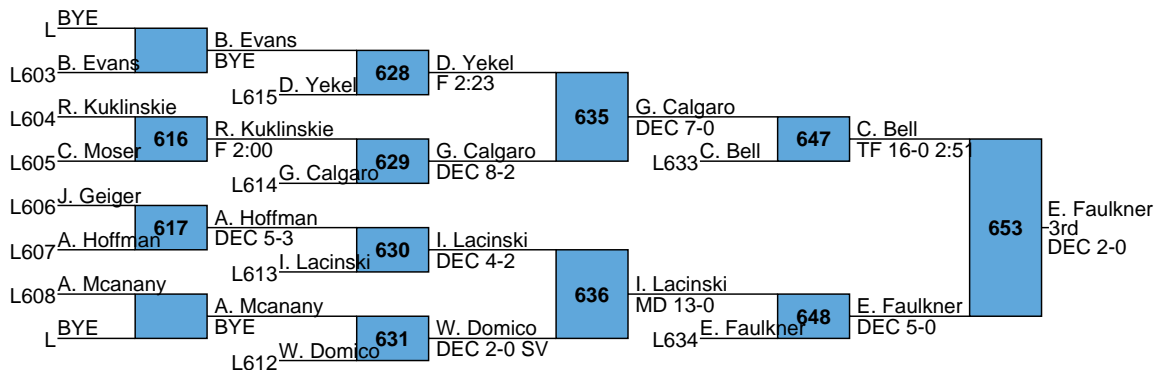 L BYE
L603 B. Evans
B. Evans
BYE
L615 D. Yekel
628
D. Yekel
F 2:23
L604 R. Kuklinskie
616
L605 C. Moser
R. Kuklinskie
F 2:00
L614 G. Calgaro
629
G. Calgaro
DEC 8-2
635
G. Calgaro
DEC 7-0
L633 C. Bell
647
C. Bell
TF 16-0 2:51
L606 J. Geiger
617
L607 A. Hoffman
A. Hoffman
DEC 5-3
L613 I. Lacinski
630
I. Lacinski
DEC 4-2
L608 A. Mcanany
L BYE
A. Mcanany
BYE
L612 W. Domico
631
W. Domico
DEC 2-0 SV
636
I. Lacinski
MD 13-0
L634 E. Faulkner
648
E. Faulkner
DEC 5-0
653
E. Faulkner
3rd
DEC 2-0